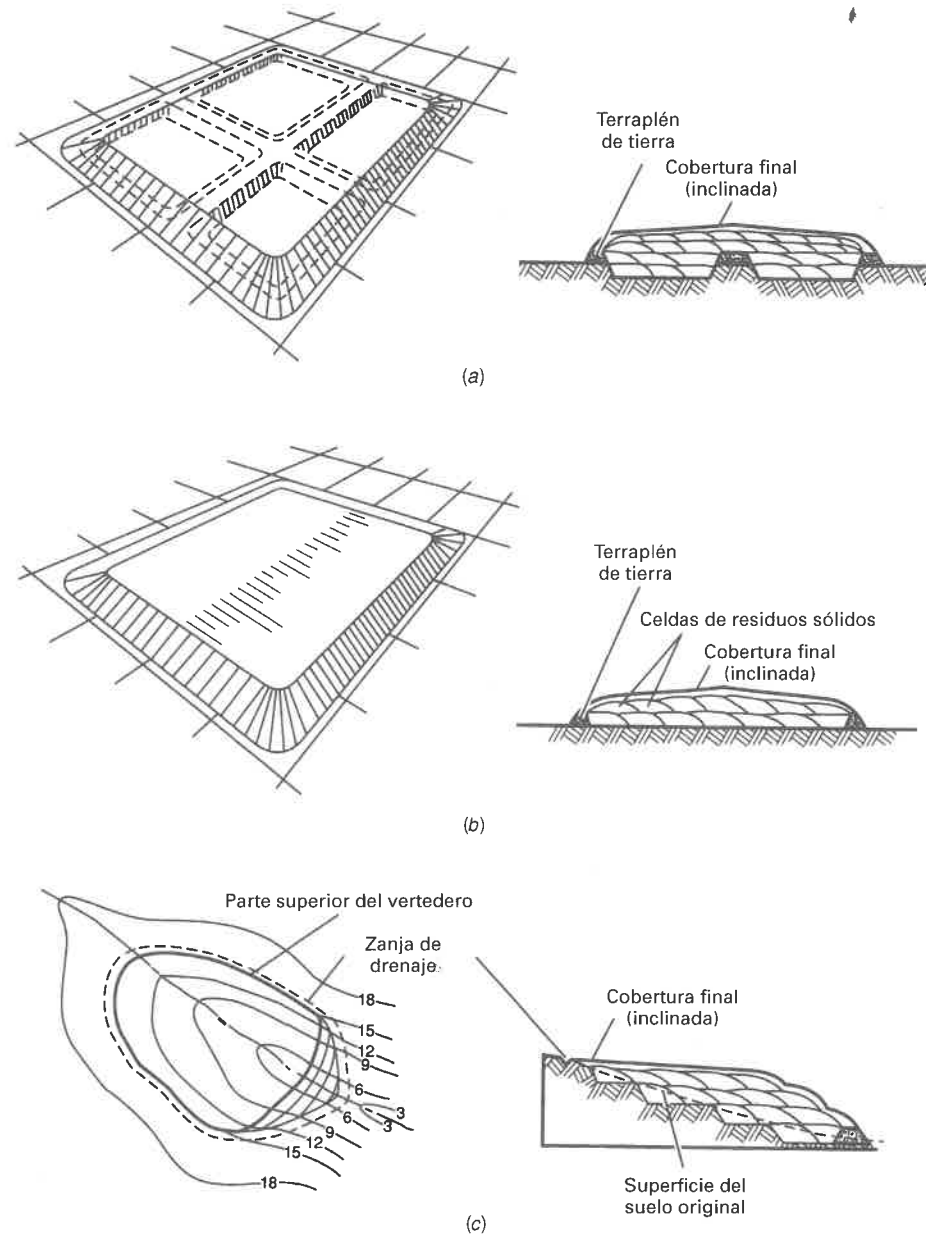 Terraplén
de tierra
Cobertura final
(inclinada)
(a)
Terraplén
de tierra
Celdas de residuos sólidos
Cobertura final
(inclinada)
(b)
Parte superior del vertedero
Zanja de
drenaje
18
15
12
9
6
3
3
6
9
12
15
18
Cobertura final
(inclinada)
Superficie del
suelo original
(c)